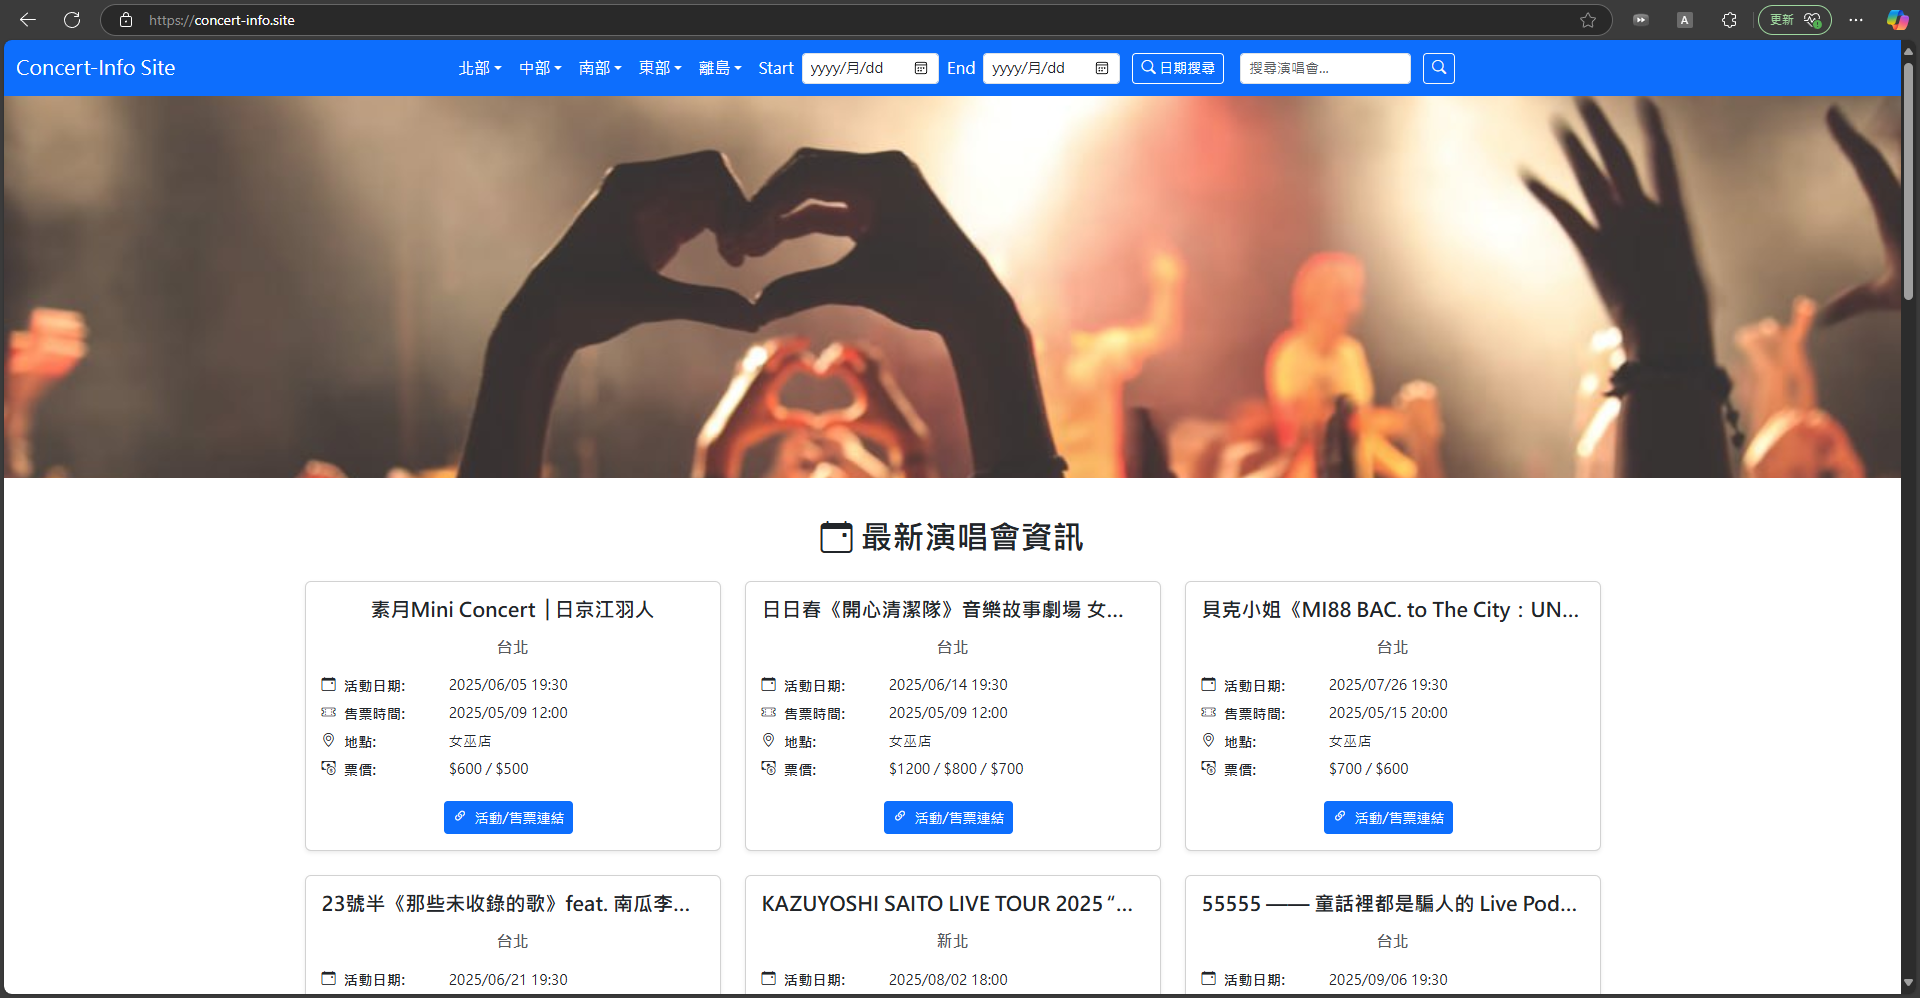 https://concert-info.site
A
更新
Concert-Info Site
北部 中部 南部 東部 離島 Start yyyy/月/dd End yyyy/月/dd 日期搜尋 搜尋演唱會...
最新演唱會資訊
素月Mini Concert｜日京江羽人
台北
活動日期: 2025/06/05 19:30
售票時間: 2025/05/09 12:00
地點: 女巫店
票價: $600 / $500
活動/售票連結
日日春《開心清潔隊》音樂故事劇場 女...
台北
活動日期: 2025/06/14 19:30
售票時間: 2025/05/09 12:00
地點: 女巫店
票價: $1200 / $800 / $700
活動/售票連結
貝克小姐《MI88 BAC. to The City：UN...
台北
活動日期: 2025/07/26 19:30
售票時間: 2025/05/15 20:00
地點: 女巫店
票價: $700 / $600
活動/售票連結
23號半《那些未收錄的歌》feat. 南瓜李...
台北
活動日期: 2025/06/21 19:30
KAZUYOSHI SAITO LIVE TOUR 2025 “...
新北
活動日期: 2025/08/02 18:00
55555 —— 童話裡都是騙人的 Live Pod...
台北
活動日期: 2025/09/06 19:30